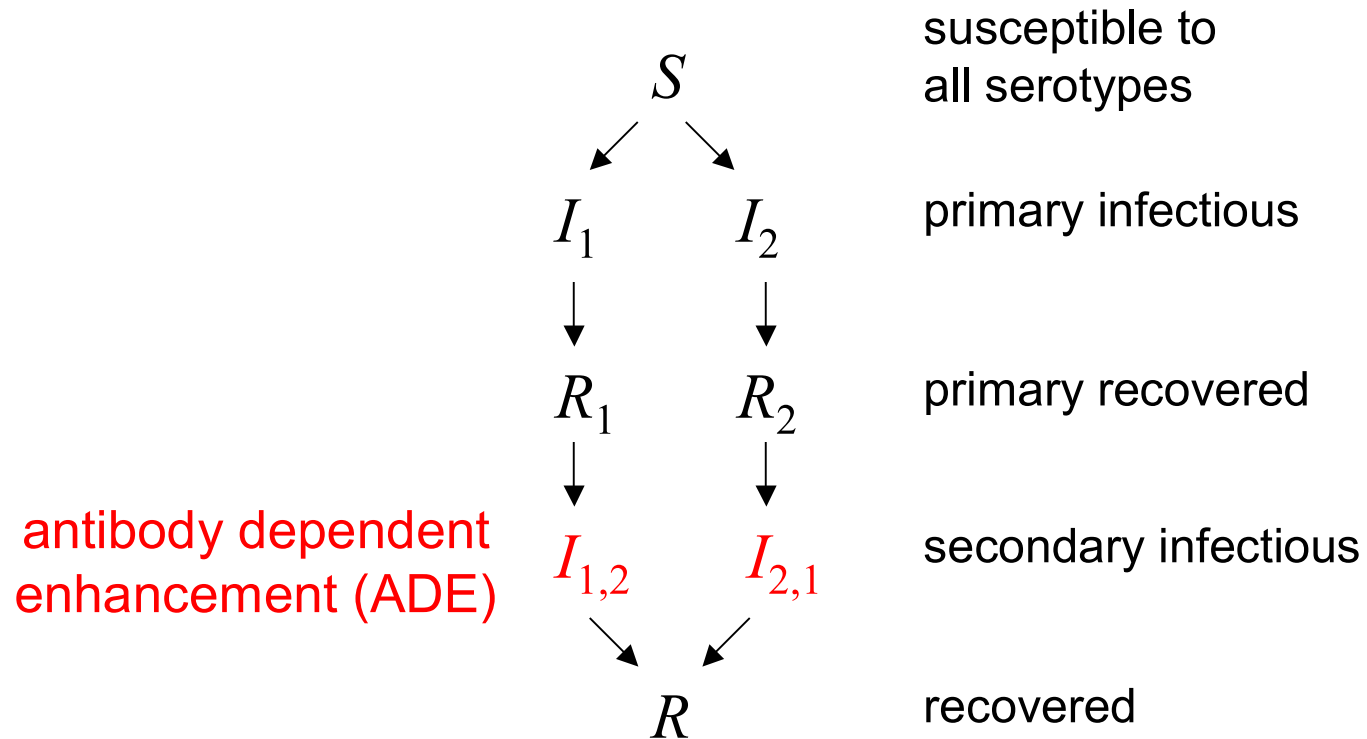 S
susceptible to
all serotypes
I₁ I₂
primary infectious
R₁ R₂
primary recovered
antibody dependent
enhancement (ADE)
I₁,₂ I₂,₁
secondary infectious
R
recovered